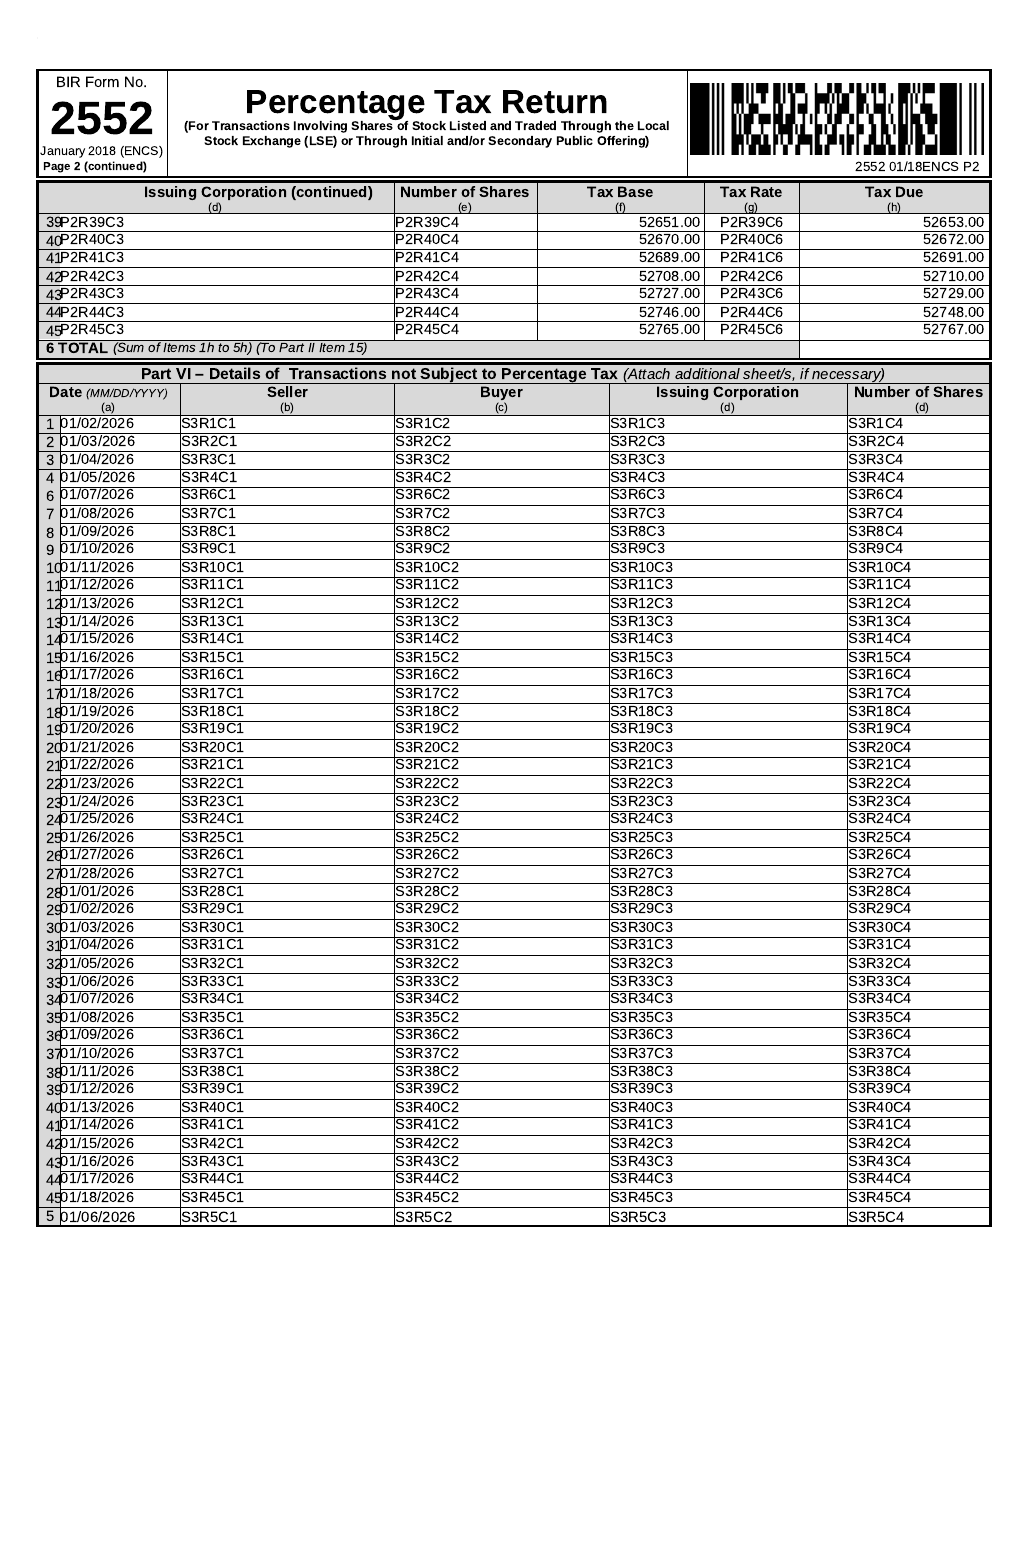 BIR Form No.
2552
January 2018 (ENCS)
Page 2 (continued)
Percentage Tax Return
(For Transactions Involving Shares of Stock Listed and Traded Through the Local
Stock Exchange (LSE) or Through Initial and/or Secondary Public Offering)
2552 01/18ENCS P2
Issuing Corporation (continued) Number of Shares Tax Base Tax Rate Tax Due
(d) (e) (f) (g) (h)
39 P2R39C3 P2R39C4 52651.00 P2R39C6 52653.00
40 P2R40C3 P2R40C4 52670.00 P2R40C6 52672.00
41 P2R41C3 P2R41C4 52689.00 P2R41C6 52691.00
42 P2R42C3 P2R42C4 52708.00 P2R42C6 52710.00
43 P2R43C3 P2R43C4 52727.00 P2R43C6 52729.00
44 P2R44C3 P2R44C4 52746.00 P2R44C6 52748.00
45 P2R45C3 P2R45C4 52765.00 P2R45C6 52767.00
6 TOTAL (Sum of Items 1h to 5h) (To Part II Item 15)
Part VI – Details of Transactions not Subject to Percentage Tax (Attach additional sheet/s, if necessary)
Date (MM/DD/YYYY) Seller Buyer Issuing Corporation Number of Shares
(a) (b) (c) (d) (d)
1 01/02/2026 S3R1C1 S3R1C2 S3R1C3 S3R1C4
2 01/03/2026 S3R2C1 S3R2C2 S3R2C3 S3R2C4
3 01/04/2026 S3R3C1 S3R3C2 S3R3C3 S3R3C4
4 01/05/2026 S3R4C1 S3R4C2 S3R4C3 S3R4C4
6 01/07/2026 S3R6C1 S3R6C2 S3R6C3 S3R6C4
7 01/08/2026 S3R7C1 S3R7C2 S3R7C3 S3R7C4
8 01/09/2026 S3R8C1 S3R8C2 S3R8C3 S3R8C4
9 01/10/2026 S3R9C1 S3R9C2 S3R9C3 S3R9C4
10 01/11/2026 S3R10C1 S3R10C2 S3R10C3 S3R10C4
11 01/12/2026 S3R11C1 S3R11C2 S3R11C3 S3R11C4
12 01/13/2026 S3R12C1 S3R12C2 S3R12C3 S3R12C4
13 01/14/2026 S3R13C1 S3R13C2 S3R13C3 S3R13C4
14 01/15/2026 S3R14C1 S3R14C2 S3R14C3 S3R14C4
15 01/16/2026 S3R15C1 S3R15C2 S3R15C3 S3R15C4
16 01/17/2026 S3R16C1 S3R16C2 S3R16C3 S3R16C4
17 01/18/2026 S3R17C1 S3R17C2 S3R17C3 S3R17C4
18 01/19/2026 S3R18C1 S3R18C2 S3R18C3 S3R18C4
19 01/20/2026 S3R19C1 S3R19C2 S3R19C3 S3R19C4
20 01/21/2026 S3R20C1 S3R20C2 S3R20C3 S3R20C4
21 01/22/2026 S3R21C1 S3R21C2 S3R21C3 S3R21C4
22 01/23/2026 S3R22C1 S3R22C2 S3R22C3 S3R22C4
23 01/24/2026 S3R23C1 S3R23C2 S3R23C3 S3R23C4
24 01/25/2026 S3R24C1 S3R24C2 S3R24C3 S3R24C4
25 01/26/2026 S3R25C1 S3R25C2 S3R25C3 S3R25C4
26 01/27/2026 S3R26C1 S3R26C2 S3R26C3 S3R26C4
27 01/28/2026 S3R27C1 S3R27C2 S3R27C3 S3R27C4
28 01/01/2026 S3R28C1 S3R28C2 S3R28C3 S3R28C4
29 01/02/2026 S3R29C1 S3R29C2 S3R29C3 S3R29C4
30 01/03/2026 S3R30C1 S3R30C2 S3R30C3 S3R30C4
31 01/04/2026 S3R31C1 S3R31C2 S3R31C3 S3R31C4
32 01/05/2026 S3R32C1 S3R32C2 S3R32C3 S3R32C4
33 01/06/2026 S3R33C1 S3R33C2 S3R33C3 S3R33C4
34 01/07/2026 S3R34C1 S3R34C2 S3R34C3 S3R34C4
35 01/08/2026 S3R35C1 S3R35C2 S3R35C3 S3R35C4
36 01/09/2026 S3R36C1 S3R36C2 S3R36C3 S3R36C4
37 01/10/2026 S3R37C1 S3R37C2 S3R37C3 S3R37C4
38 01/11/2026 S3R38C1 S3R38C2 S3R38C3 S3R38C4
39 01/12/2026 S3R39C1 S3R39C2 S3R39C3 S3R39C4
40 01/13/2026 S3R40C1 S3R40C2 S3R40C3 S3R40C4
41 01/14/2026 S3R41C1 S3R41C2 S3R41C3 S3R41C4
42 01/15/2026 S3R42C1 S3R42C2 S3R42C3 S3R42C4
43 01/16/2026 S3R43C1 S3R43C2 S3R43C3 S3R43C4
44 01/17/2026 S3R44C1 S3R44C2 S3R44C3 S3R44C4
45 01/18/2026 S3R45C1 S3R45C2 S3R45C3 S3R45C4
5 01/06/2026 S3R5C1 S3R5C2 S3R5C3 S3R5C4